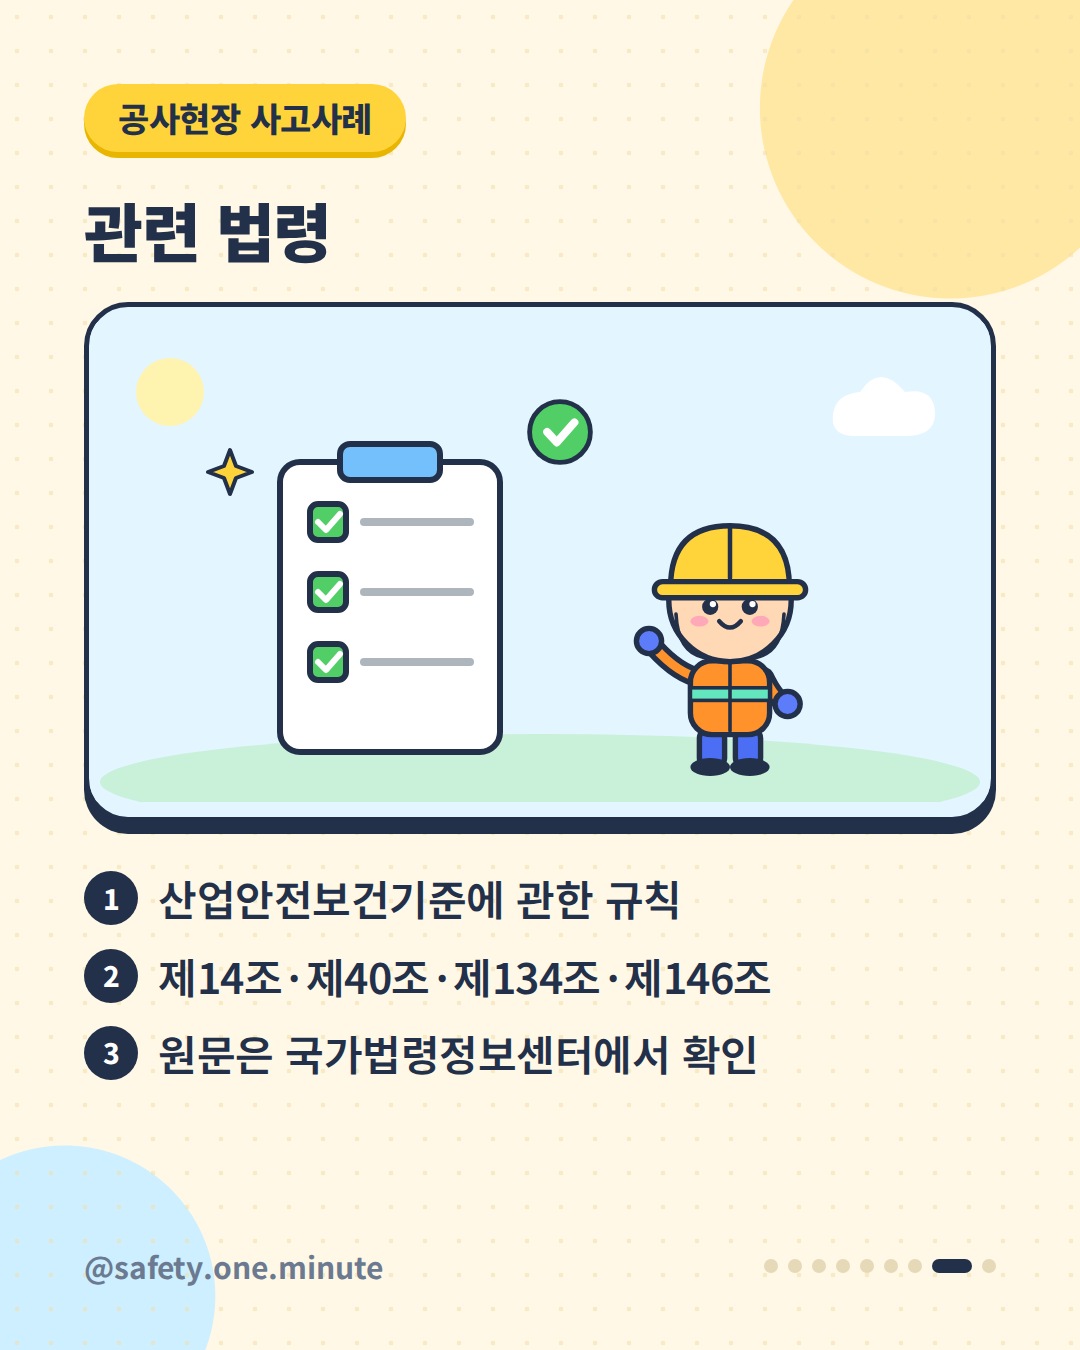 공사현장 사고사례
관련 법령
1 산업안전보건기준에 관한 규칙
2 제14조·제40조·제134조·제146조
3 원문은 국가법령정보센터에서 확인
@safety.one.minute